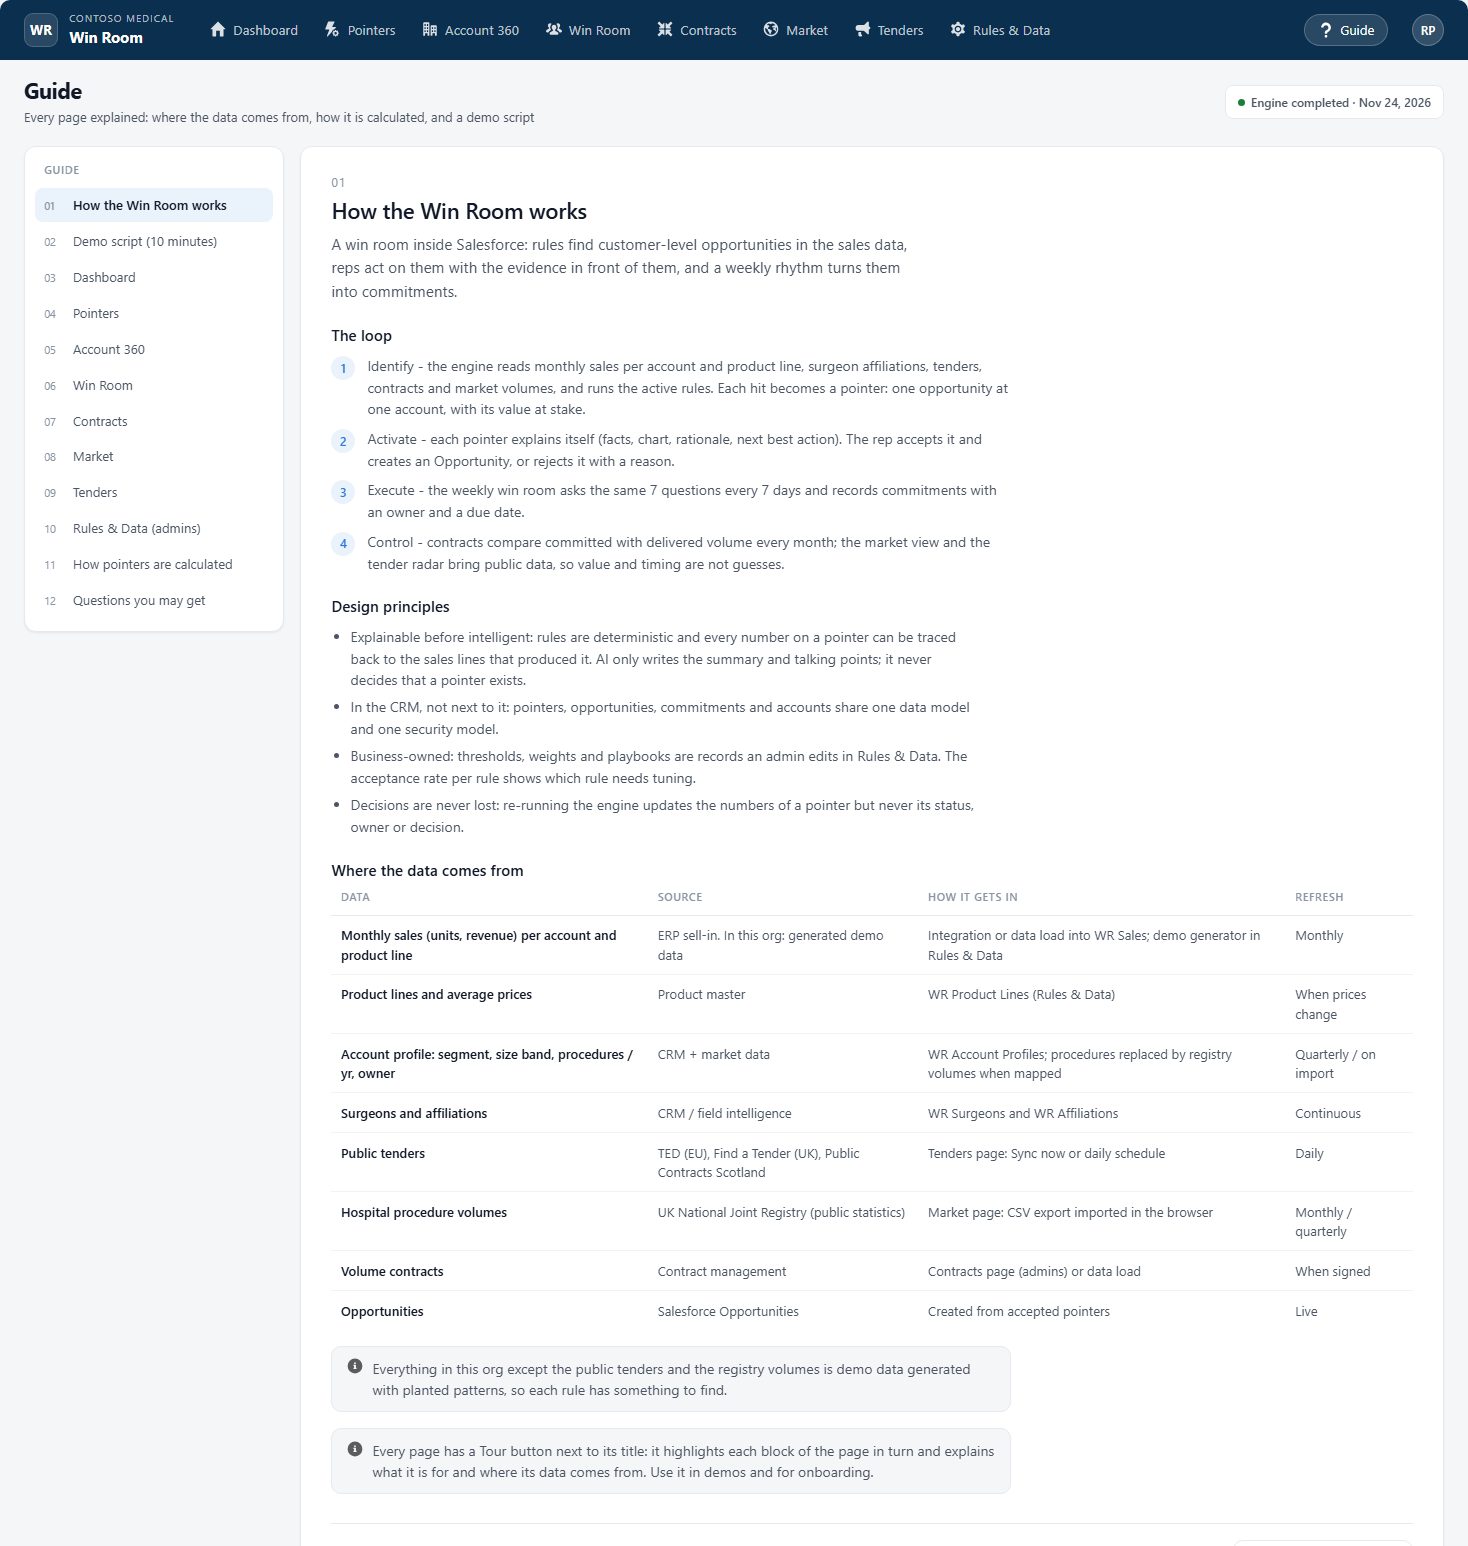 WR
CONTOSO MEDICAL
Win Room
Dashboard
Pointers
Account 360
Win Room
Contracts
Market
Tenders
Rules & Data
? Guide
RP
Guide
Every page explained: where the data comes from, how it is calculated, and a demo script
Engine completed · Nov 24, 2026
GUIDE
01 How the Win Room works
02 Demo script (10 minutes)
03 Dashboard
04 Pointers
05 Account 360
06 Win Room
07 Contracts
08 Market
09 Tenders
10 Rules & Data (admins)
11 How pointers are calculated
12 Questions you may get
01
How the Win Room works
A win room inside Salesforce: rules find customer-level opportunities in the sales data,
reps act on them with the evidence in front of them, and a weekly rhythm turns them
into commitments.
The loop
1 Identify - the engine reads monthly sales per account and product line, surgeon affiliations, tenders,
contracts and market volumes, and runs the active rules. Each hit becomes a pointer: one opportunity at
one account, with its value at stake.
2 Activate - each pointer explains itself (facts, chart, rationale, next best action). The rep accepts it and
creates an Opportunity, or rejects it with a reason.
3 Execute - the weekly win room asks the same 7 questions every 7 days and records commitments with
an owner and a due date.
4 Control - contracts compare committed with delivered volume every month; the market view and the
tender radar bring public data, so value and timing are not guesses.
Design principles
• Explainable before intelligent: rules are deterministic and every number on a pointer can be traced
back to the sales lines that produced it. AI only writes the summary and talking points; it never
decides that a pointer exists.
• In the CRM, not next to it: pointers, opportunities, commitments and accounts share one data model
and one security model.
• Business-owned: thresholds, weights and playbooks are records an admin edits in Rules & Data. The
acceptance rate per rule shows which rule needs tuning.
• Decisions are never lost: re-running the engine updates the numbers of a pointer but never its status,
owner or decision.
Where the data comes from
DATA SOURCE HOW IT GETS IN REFRESH
Monthly sales (units, revenue) per account and
product line
ERP sell-in. In this org: generated demo
data
Integration or data load into WR Sales; demo generator in
Rules & Data
Monthly
Product lines and average prices
Product master
WR Product Lines (Rules & Data)
When prices
change
Account profile: segment, size band, procedures /
yr, owner
CRM + market data
WR Account Profiles; procedures replaced by registry
volumes when mapped
Quarterly / on
import
Surgeons and affiliations
CRM / field intelligence
WR Surgeons and WR Affiliations
Continuous
Public tenders
TED (EU), Find a Tender (UK), Public
Contracts Scotland
Tenders page: Sync now or daily schedule
Daily
Hospital procedure volumes
UK National Joint Registry (public statistics)
Market page: CSV export imported in the browser
Monthly /
quarterly
Volume contracts
Contract management
Contracts page (admins) or data load
When signed
Opportunities
Salesforce Opportunities
Created from accepted pointers
Live
Everything in this org except the public tenders and the registry volumes is demo data generated
with planted patterns, so each rule has something to find.
Every page has a Tour button next to its title: it highlights each block of the page in turn and explains
what it is for and where its data comes from. Use it in demos and for onboarding.